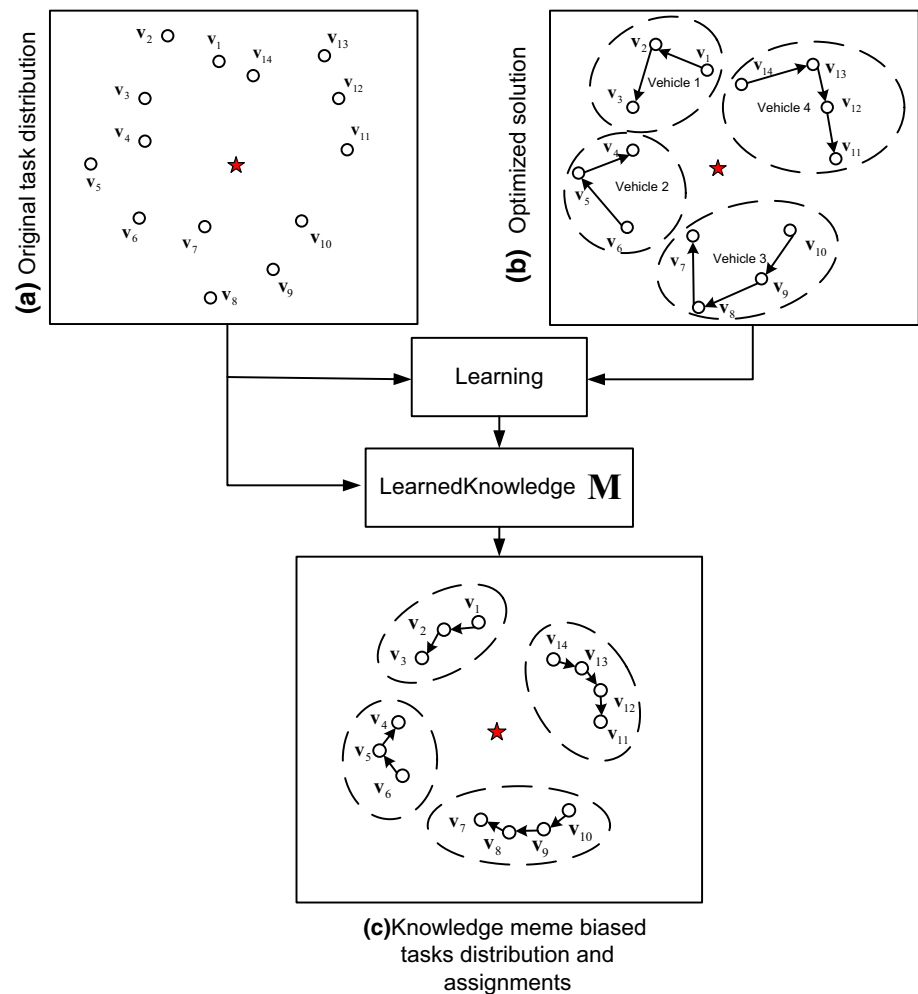 (a) Original task distribution
v2
v1
v14
v13
v3
v12
v4
v11
v5
v6
v7
v10
v9
v8
(b) Optimized solution
v2
v1
Vehicle 1
v3
v14
v13
Vehicle 4
v12
v11
v4
Vehicle 2
v5
v6
v10
Vehicle 3
v7
v9
v8
Learning
LearnedKnowledge M
v1
v2
v3
v14
v13
v12
v11
v4
v5
v6
v7
v10
v8
v9
(c)Knowledge meme biased
tasks distribution and
assignments